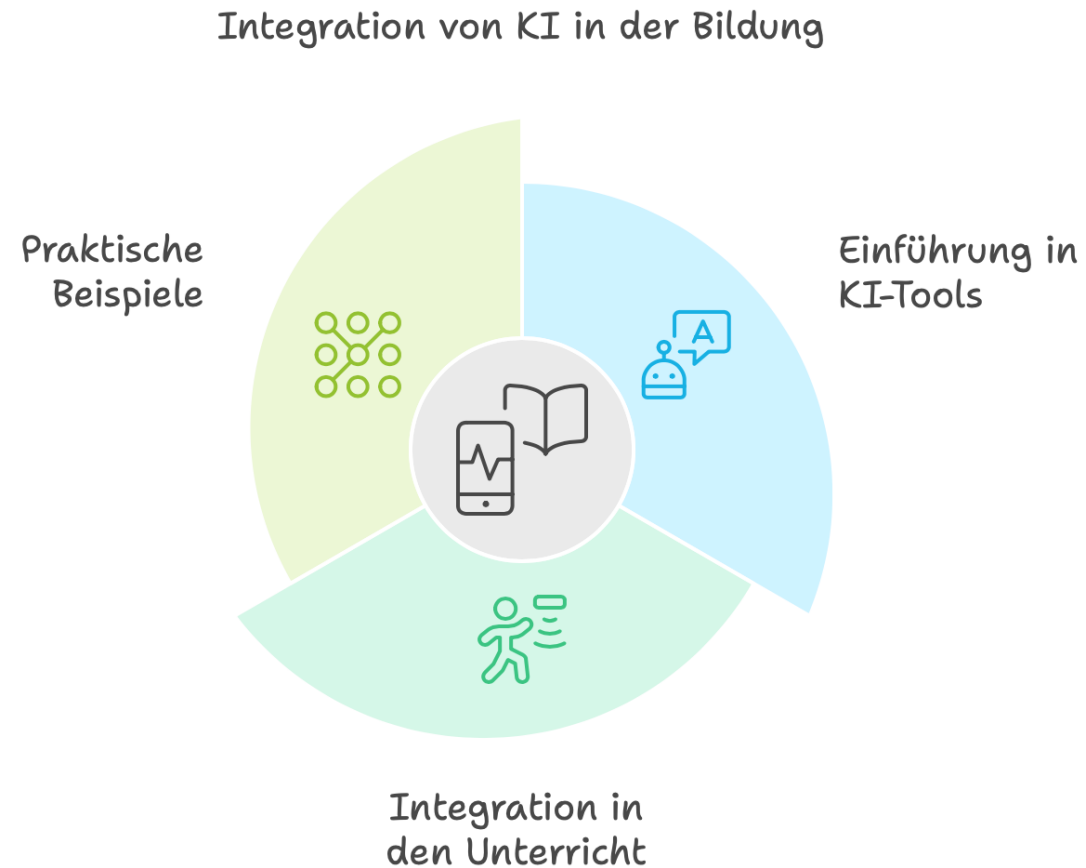 Integration von KI in der Bildung
Praktische
Beispiele
Einführung in
KI-Tools
A
Integration in
den Unterricht